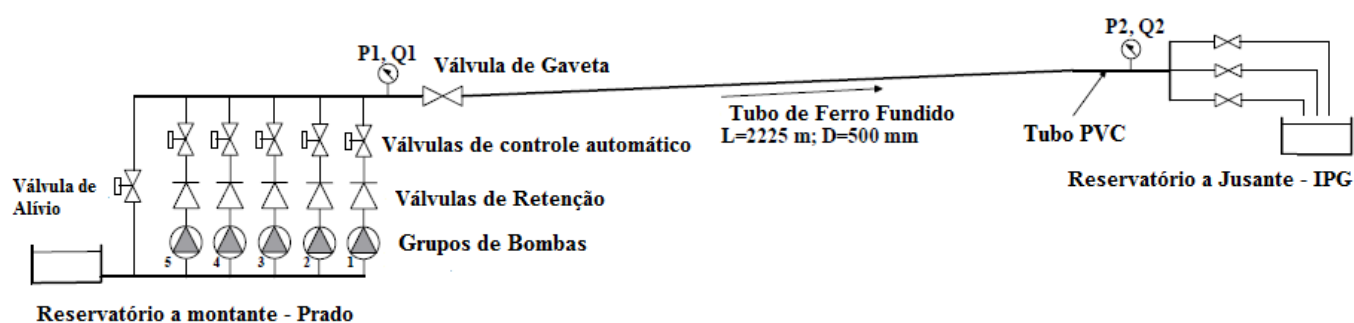 P1, Q1
Válvula de Gaveta
P2, Q2
Tubo de Ferro Fundido
L=2225 m; D=500 mm
Tubo PVC
Válvulas de controle automático
Reservatório a Jusante - IPG
Válvula de
Alívio
Válvulas de Retenção
Grupos de Bombas
5 4 3 2 1
Reservatório a montante - Prado